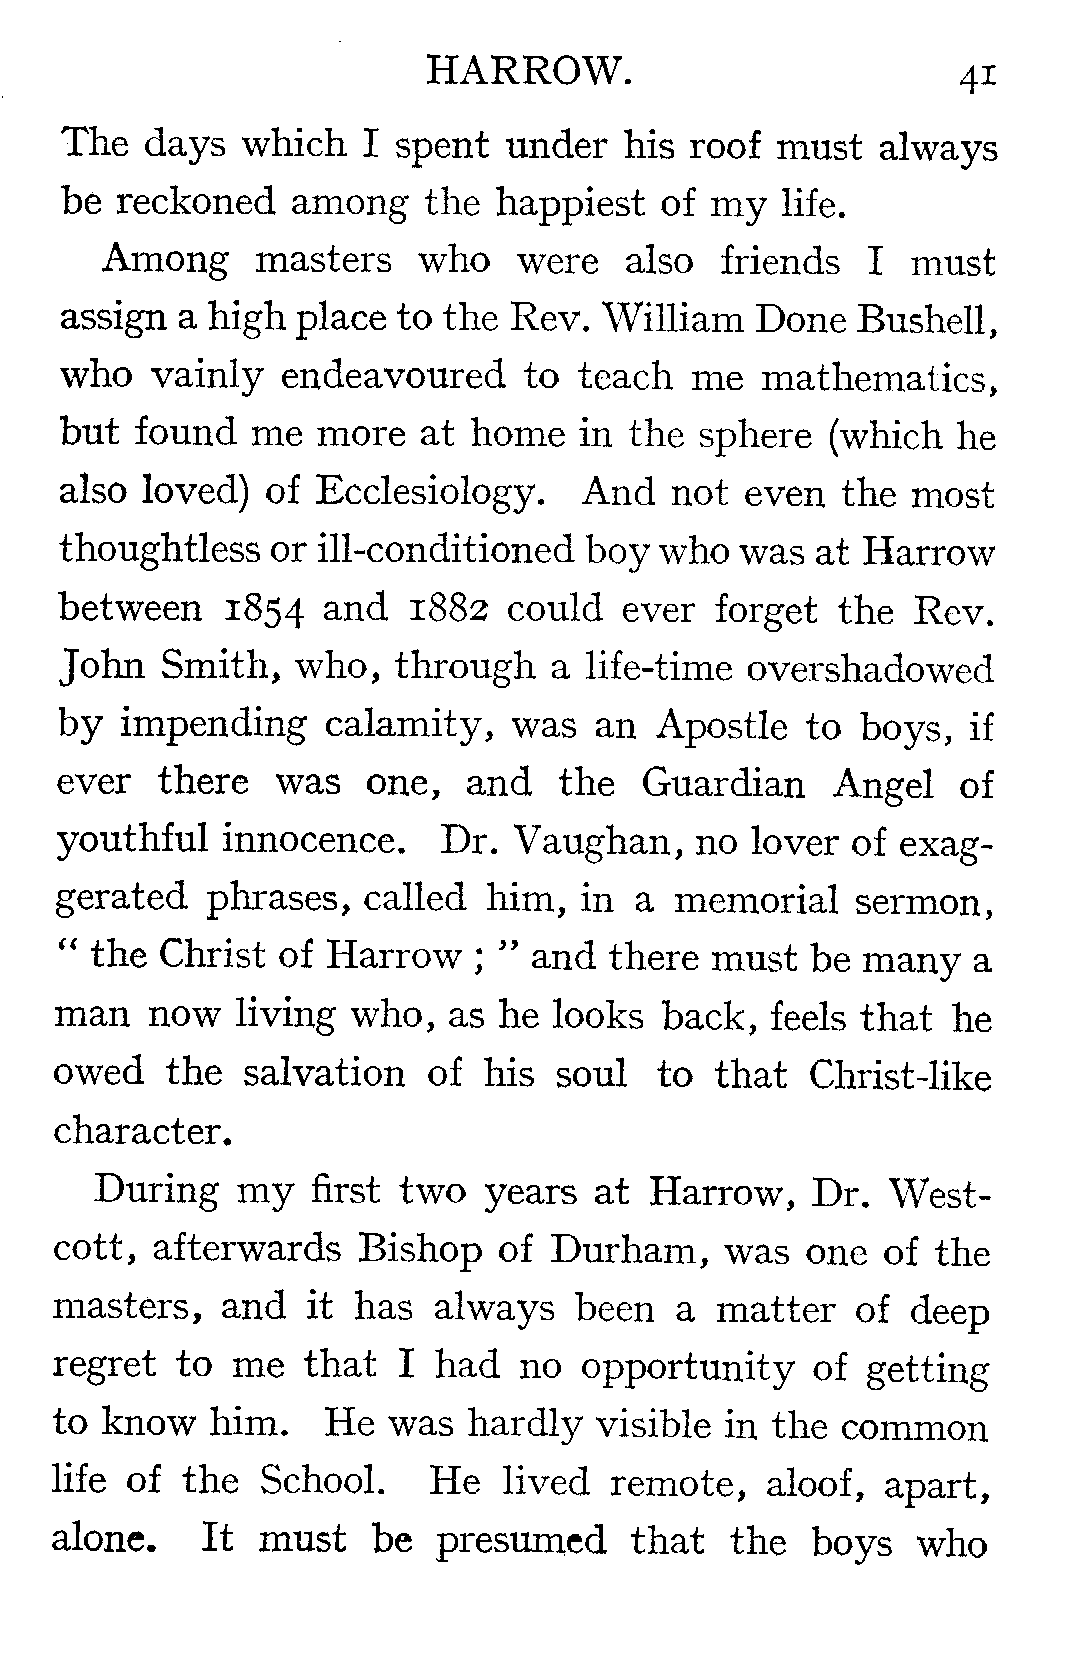 HARROW. 41
The days which I spent under his roof must always
be reckoned among the happiest of my life.
Among masters who were also friends I must
assign a high place to the Rev. William Done Bushell,
who vainly endeavoured to teach me mathematics,
but found me more at home in the sphere (which he
also loved) of Ecclesiology. And not even the most
thoughtless or ill-conditioned boy who was at Harrow
between 1854 and 1882 could ever forget the Rev.
John Smith, who, through a life-time overshadowed
by impending calamity, was an Apostle to boys, if
ever there was one, and the Guardian Angel of
youthful innocence. Dr. Vaughan, no lover of exag-
gerated phrases, called him, in a memorial sermon,
“ the Christ of Harrow ; ” and there must be many a
man now living who, as he looks back, feels that he
owed the salvation of his soul to that Christ-like
character.
During my first two years at Harrow, Dr. West-
cott, afterwards Bishop of Durham, was one of the
masters, and it has always been a matter of deep
regret to me that I had no opportunity of getting
to know him. He was hardly visible in the common
life of the School. He lived remote, aloof, apart,
alone. It must be presumed that the boys who